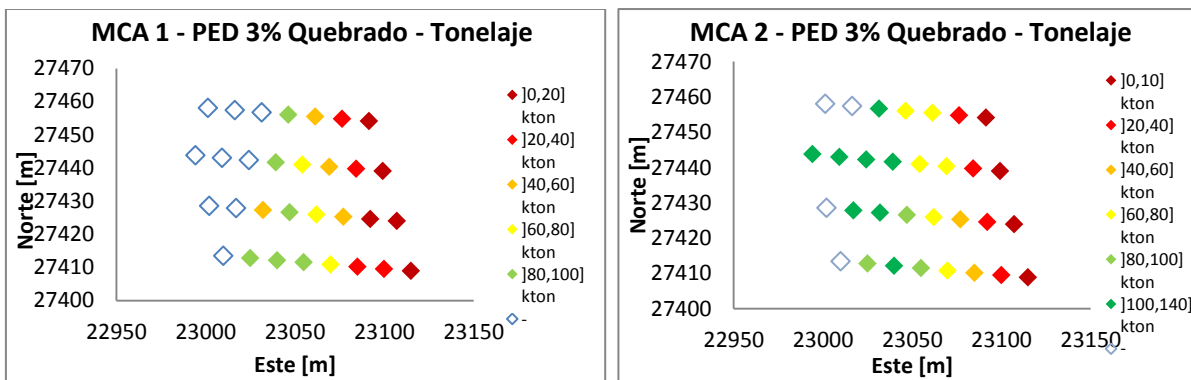 MCA 1 - PED 3% Quebrado - Tonelaje
27470
27460
27450
27440
27430
27420
27410
27400
Norte [m]
22950 23000 23050 23100 23150
Este [m]
]0,20]
kton
]20,40]
kton
]40,60]
kton
]60,80]
kton
]80,100]
kton
-
MCA 2 - PED 3% Quebrado - Tonelaje
27470
27460
27450
27440
27430
27420
27410
27400
Norte [m]
22950 23000 23050 23100 23150
Este [m]
]0,10]
kton
]20,40]
kton
]40,60]
kton
]60,80]
kton
]80,100]
kton
]100,140]
kton
-